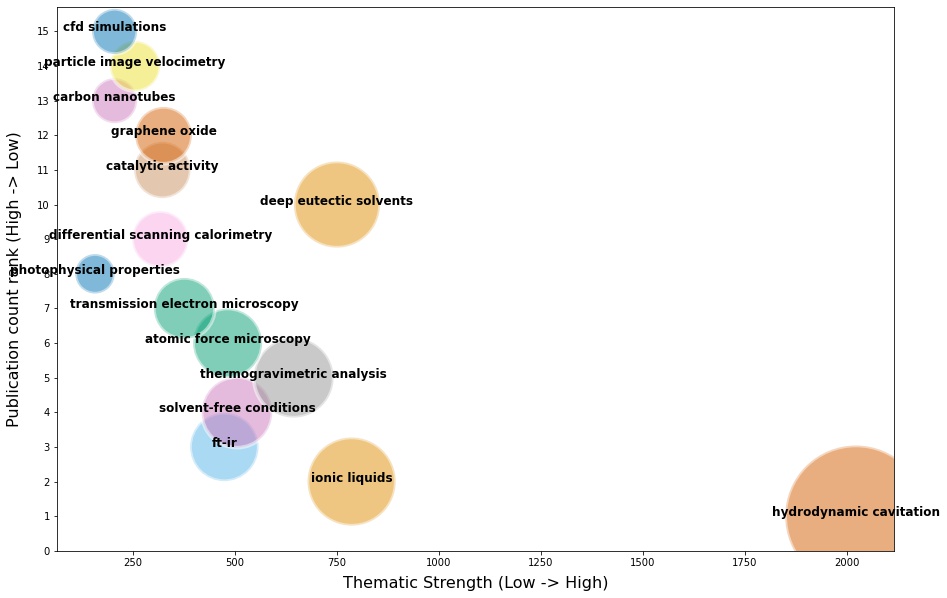 15
cfd simulations
14
particle image velocimetry
13
carbon nanotubes
12
graphene oxide
11
catalytic activity
10
deep eutectic solvents
9
differential scanning calorimetry
8
photophysical properties
7
transmission electron microscopy
6
atomic force microscopy
5
thermogravimetric analysis
4
solvent-free conditions
3
ft-ir
2
ionic liquids
1
hydrodynamic cavitation
0
Publication count rank (High -> Low)
250 500 750 1000 1250 1500 1750 2000
Thematic Strength (Low -> High)